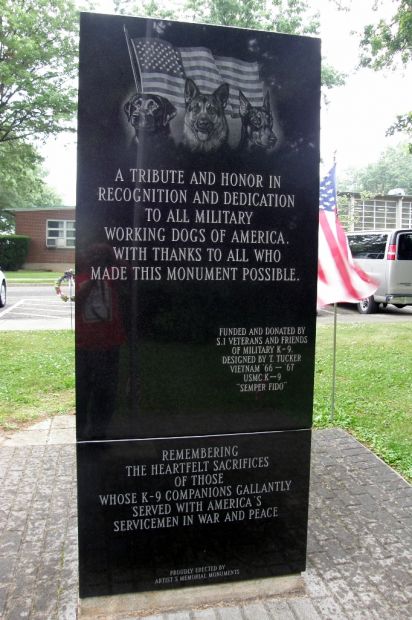 A TRIBUTE AND HONOR IN
RECOGNITION AND DEDICATION
TO ALL MILITARY
WORKING DOGS OF AMERICA.
WITH THANKS TO ALL WHO
MADE THIS MONUMENT POSSIBLE.
FUNDED AND DONATED BY
S.I VETERANS AND FRIENDS
OF MILITARY K-9.
DESIGNED BY T. TUCKER
VIETNAM '66 - '67
USMC K-9
"SEMPER FIDO"
REMEMBERING
THE HEARTFELT SACRIFICES
OF THOSE
WHOSE K-9 COMPANIONS GALLANTLY
SERVED WITH AMERICA'S
SERVICEMEN IN WAR AND PEACE
PROUDLY ERECTED BY
ARTIST'S MEMORIAL MONUMENTS